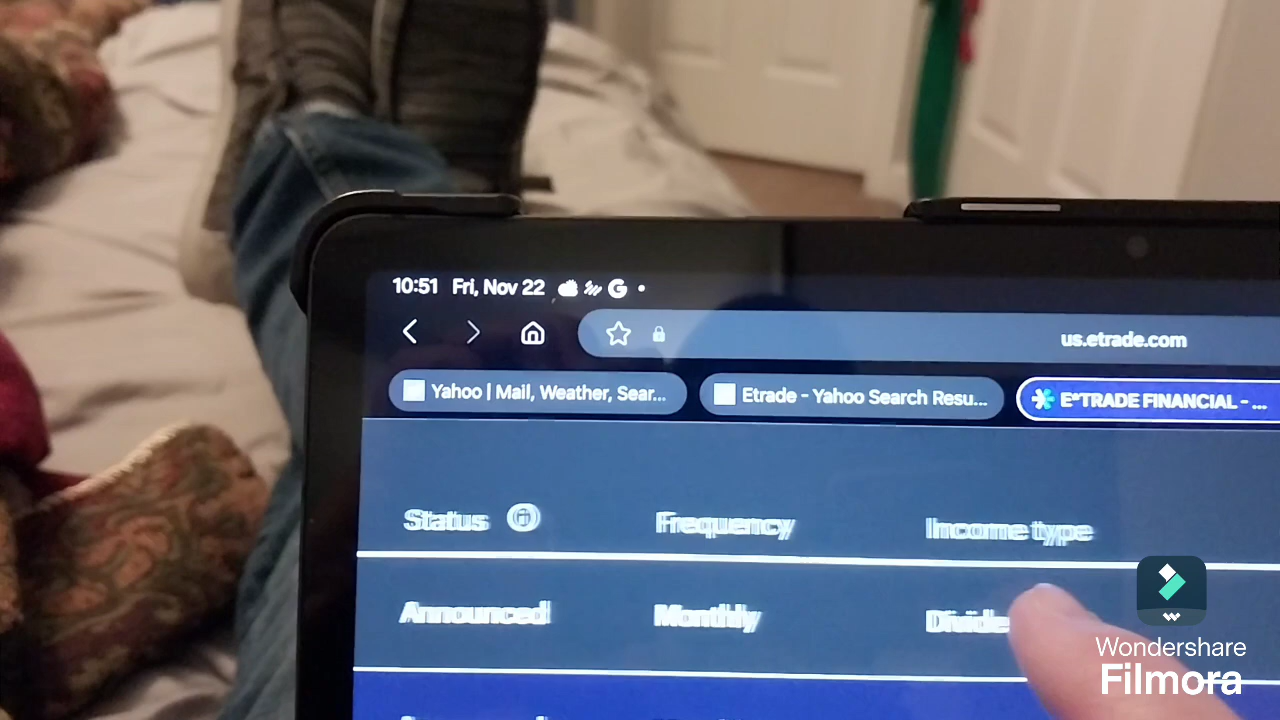 10:51 Fri, Nov 22
us.etrade.com
Yahoo | Mail, Weather, Sear...
Etrade - Yahoo Search Resu...
E*TRADE FINANCIAL - ...
Status
Frequency
Income type
Announced
Monthly
Wondershare
Filmora